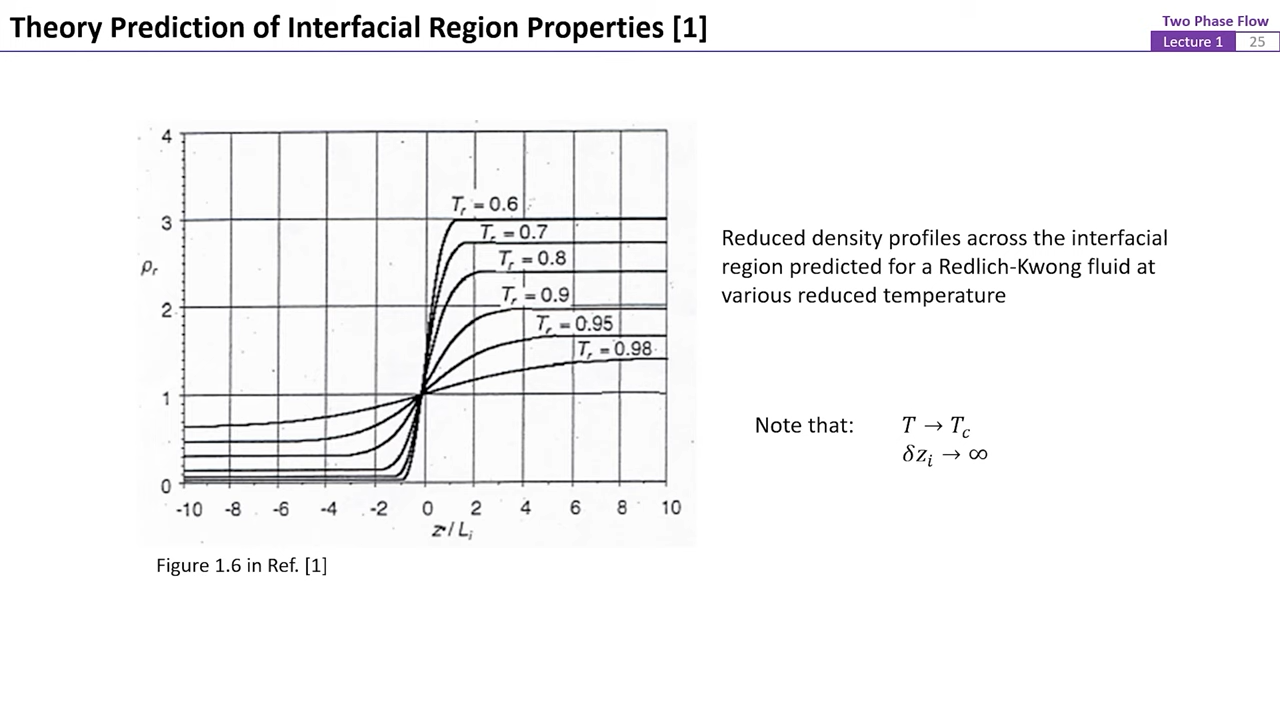 Theory Prediction of Interfacial Region Properties [1]
Two Phase Flow
Lecture 1
25
4
3
2
1
0
ρr
Tr = 0.6
Tr = 0.7
Tr = 0.8
Tr = 0.9
Tr = 0.95
Tr = 0.98
-10 -8 -6 -4 -2 0 2 4 6 8 10
z/Li
Figure 1.6 in Ref. [1]
Reduced density profiles across the interfacial
region predicted for a Redlich-Kwong fluid at
various reduced temperature
Note that: T → Tc
δzi → ∞